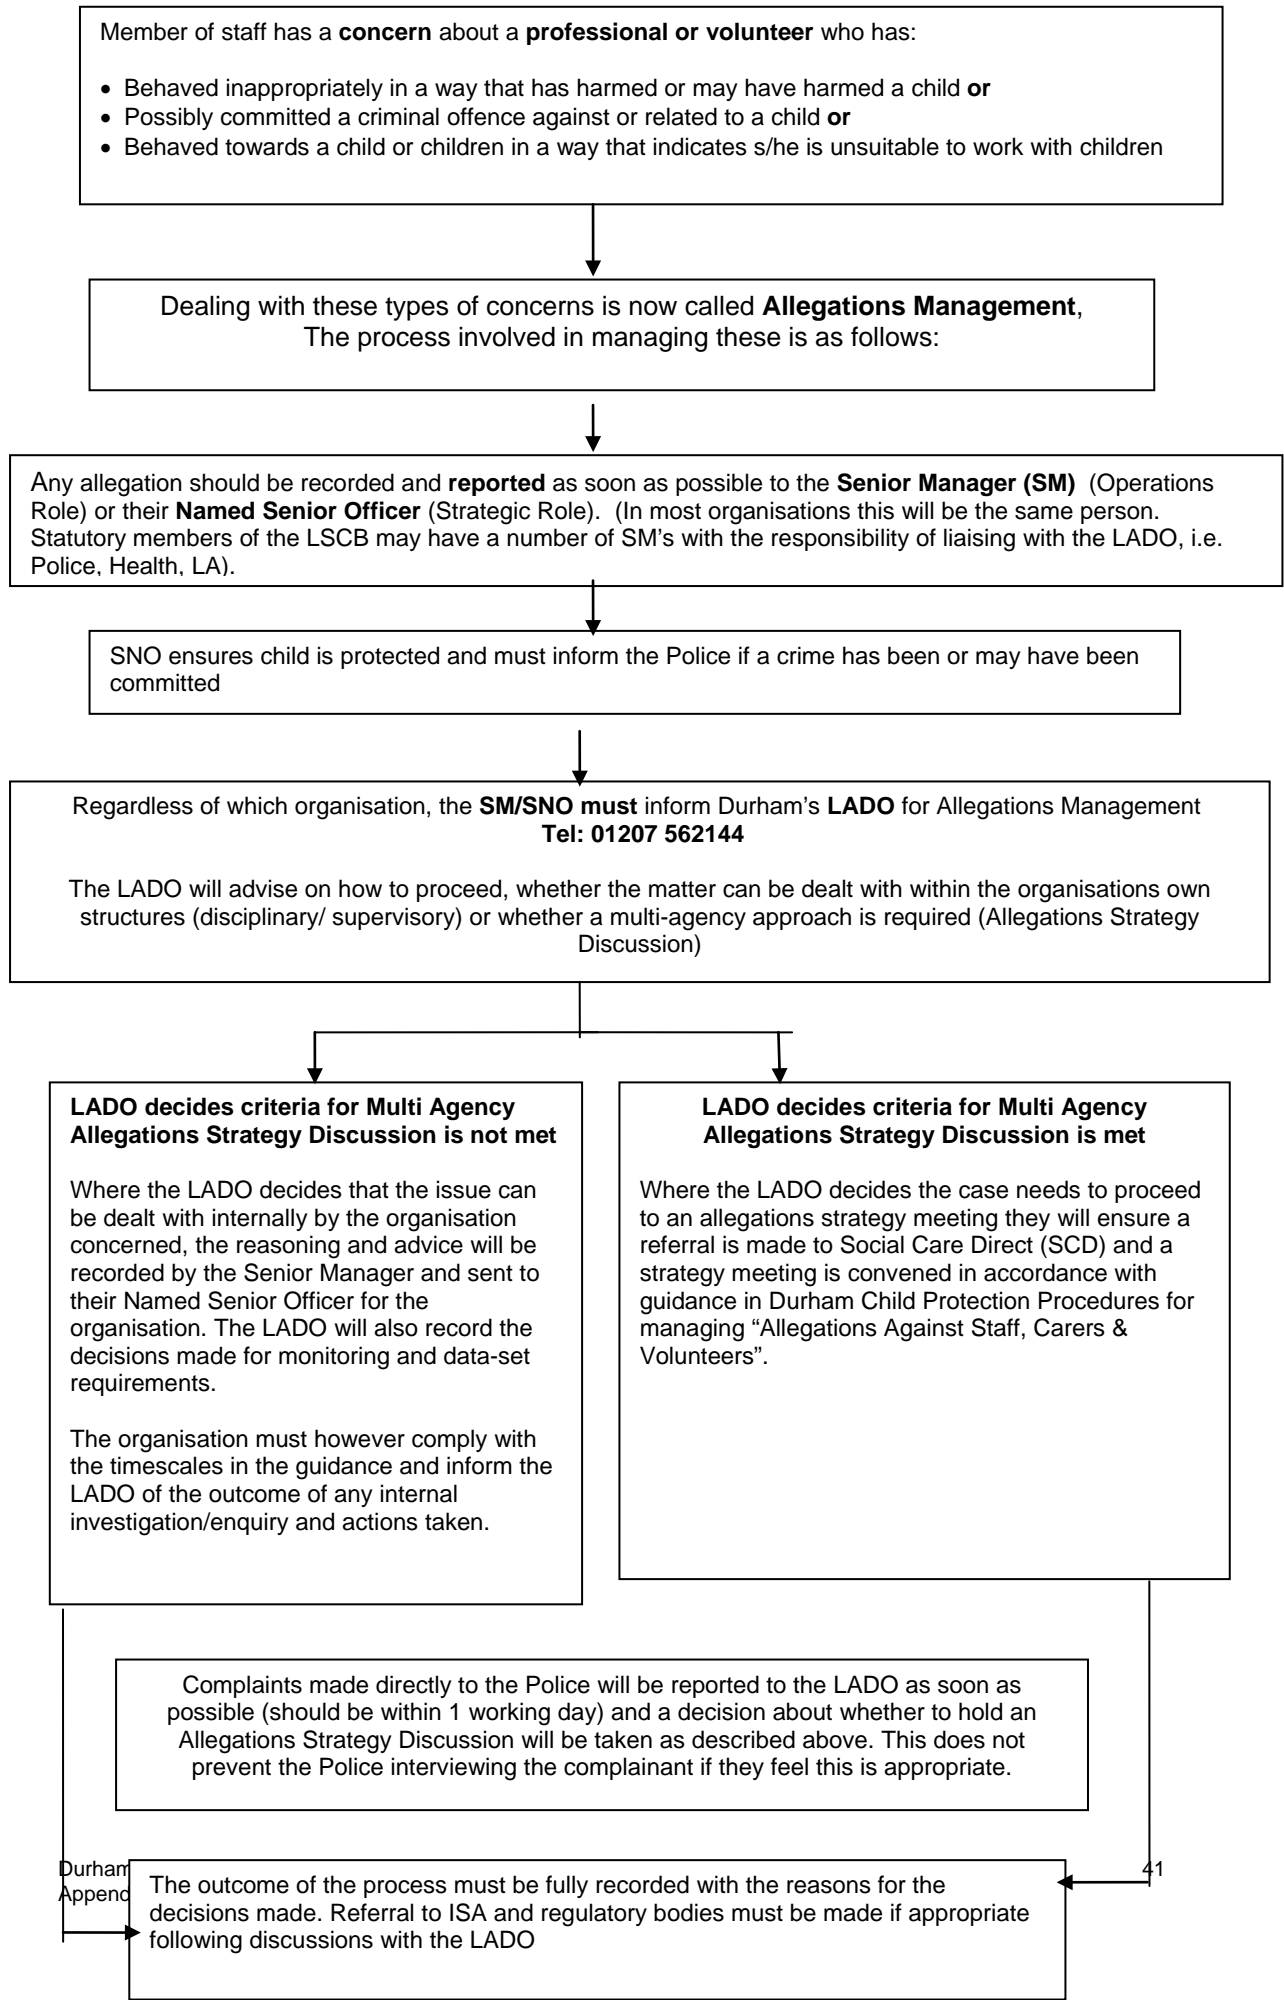 Member of staff has a concern about a professional or volunteer who has:
• Behaved inappropriately in a way that has harmed or may have harmed a child or
• Possibly committed a criminal offence against or related to a child or
• Behaved towards a child or children in a way that indicates s/he is unsuitable to work with children
Dealing with these types of concerns is now called Allegations Management,
The process involved in managing these is as follows:
Any allegation should be recorded and reported as soon as possible to the Senior Manager (SM) (Operations
Role) or their Named Senior Officer (Strategic Role). (In most organisations this will be the same person.
Statutory members of the LSCB may have a number of SM's with the responsibility of liaising with the LADO, i.e.
Police, Health, LA).
SNO ensures child is protected and must inform the Police if a crime has been or may have been
committed
Regardless of which organisation, the SM/SNO must inform Durham's LADO for Allegations Management
Tel: 01207 562144
The LADO will advise on how to proceed, whether the matter can be dealt with within the organisations own
structures (disciplinary/ supervisory) or whether a multi-agency approach is required (Allegations Strategy
Discussion)
LADO decides criteria for Multi Agency
Allegations Strategy Discussion is not met
Where the LADO decides that the issue can
be dealt with internally by the organisation
concerned, the reasoning and advice will be
recorded by the Senior Manager and sent to
their Named Senior Officer for the
organisation. The LADO will also record the
decisions made for monitoring and data-set
requirements.
The organisation must however comply with
the timescales in the guidance and inform the
LADO of the outcome of any internal
investigation/enquiry and actions taken.
LADO decides criteria for Multi Agency
Allegations Strategy Discussion is met
Where the LADO decides the case needs to proceed
to an allegations strategy meeting they will ensure a
referral is made to Social Care Direct (SCD) and a
strategy meeting is convened in accordance with
guidance in Durham Child Protection Procedures for
managing “Allegations Against Staff, Carers &
Volunteers”.
Complaints made directly to the Police will be reported to the LADO as soon as
possible (should be within 1 working day) and a decision about whether to hold an
Allegations Strategy Discussion will be taken as described above. This does not
prevent the Police interviewing the complainant if they feel this is appropriate.
Durham
Append
41
The outcome of the process must be fully recorded with the reasons for the
decisions made. Referral to ISA and regulatory bodies must be made if appropriate
following discussions with the LADO